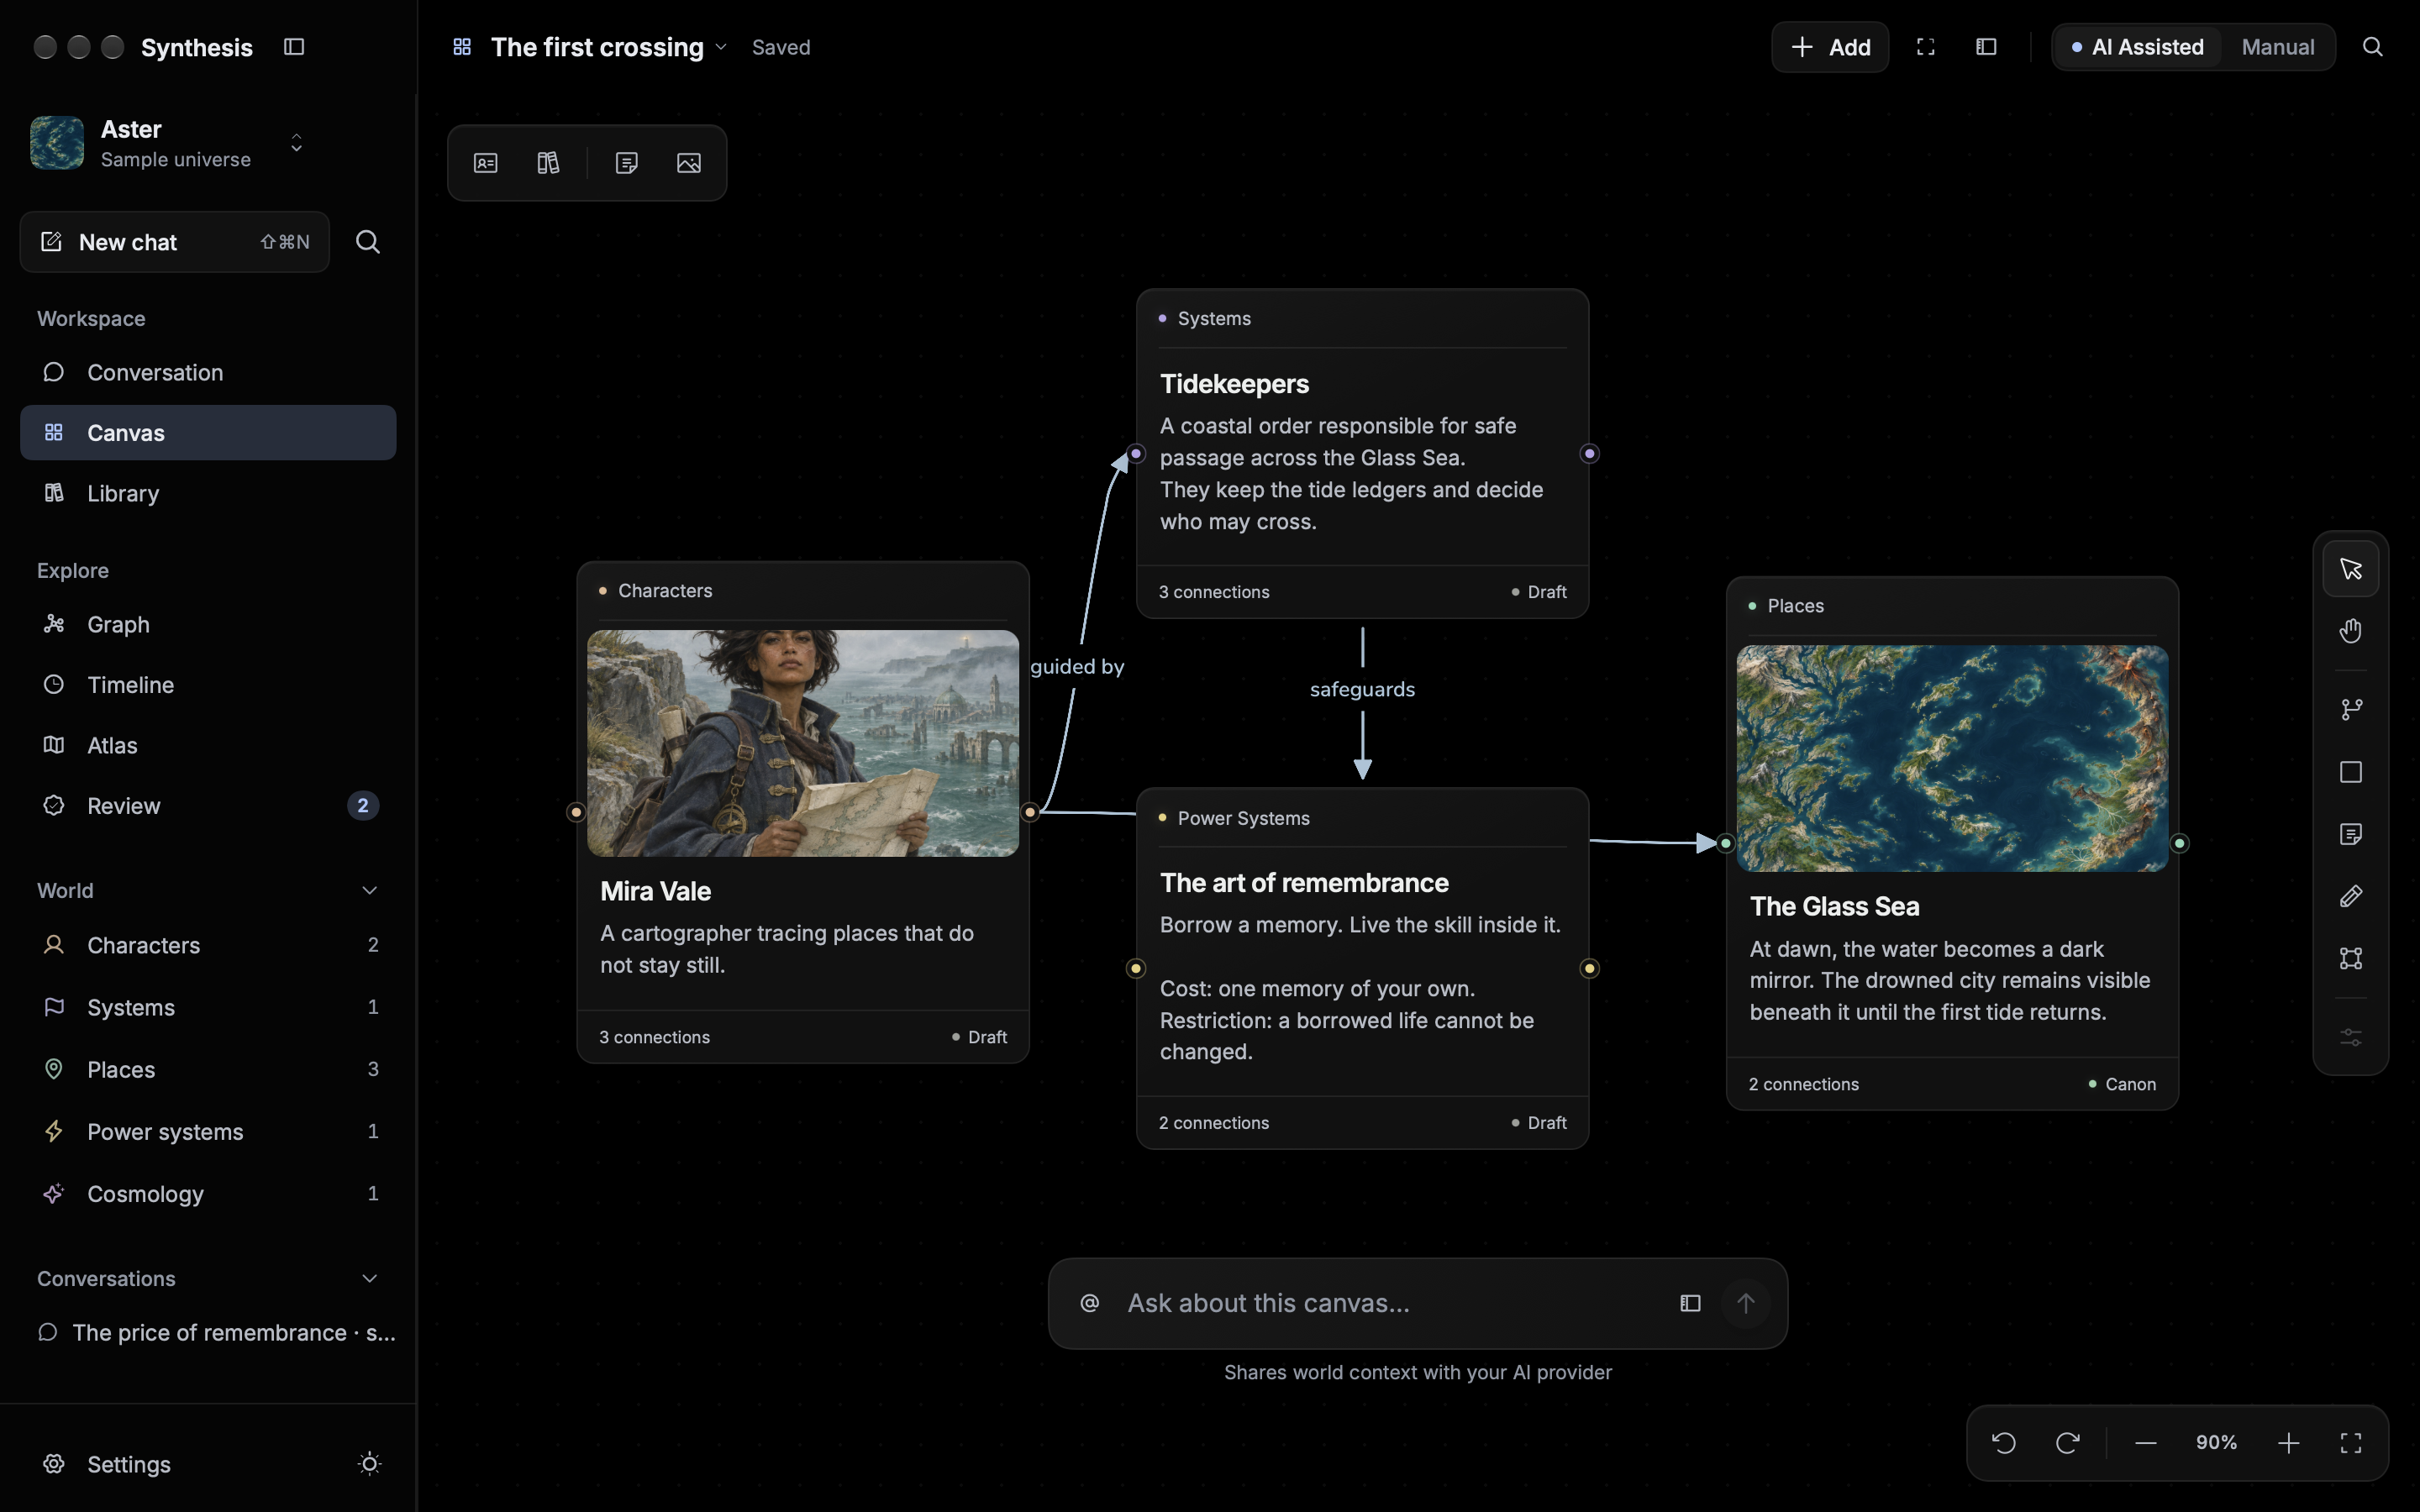 Synthesis
Aster
Sample universe
New chat ⇧⌘N
Workspace
Conversation
Canvas
Library
Explore
Graph
Timeline
Atlas
Review 2
World
Characters 2
Systems 1
Places 3
Power systems 1
Cosmology 1
Conversations
The price of remembrance · s...
Settings
The first crossing Saved
Add
AI Assisted Manual
Systems
Tidekeepers
A coastal order responsible for safe
passage across the Glass Sea.
They keep the tide ledgers and decide
who may cross.
3 connections Draft
guided by
safeguards
Characters
Mira Vale
A cartographer tracing places that do
not stay still.
3 connections Draft
Power Systems
The art of remembrance
Borrow a memory. Live the skill inside it.
Cost: one memory of your own.
Restriction: a borrowed life cannot be
changed.
2 connections Draft
Places
The Glass Sea
At dawn, the water becomes a dark
mirror. The drowned city remains visible
beneath it until the first tide returns.
2 connections Canon
@ Ask about this canvas...
Shares world context with your AI provider
90%